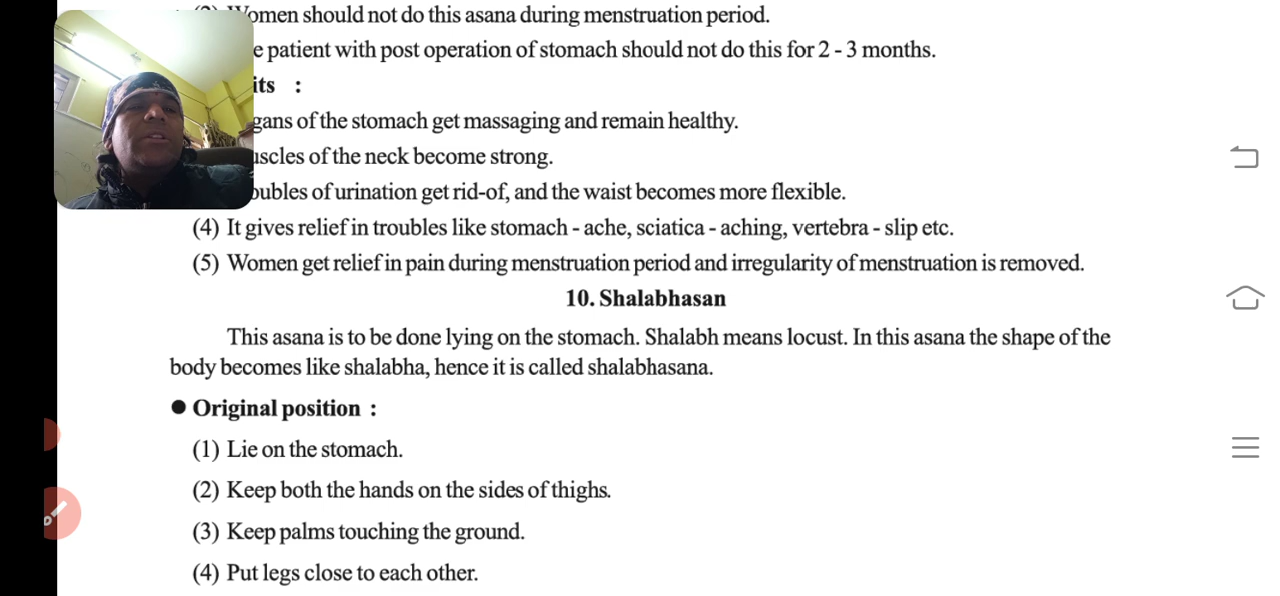 Women should not do this asana during menstruation period.
patient with post operation of stomach should not do this for 2 - 3 months.
:
of the stomach get massaging and remain healthy.
of the neck become strong.
of urination get rid-of, and the waist becomes more flexible.
(4) It gives relief in troubles like stomach - ache, sciatica - aching, vertebra - slip etc.
(5) Women get relief in pain during menstruation period and irregularity of menstruation is removed.
10. Shalabhasan
This asana is to be done lying on the stomach. Shalabh means locust. In this asana the shape of the
body becomes like shalabha, hence it is called shalabhasana.
● Original position :
(1) Lie on the stomach.
(2) Keep both the hands on the sides of thighs.
(3) Keep palms touching the ground.
(4) Put legs close to each other.